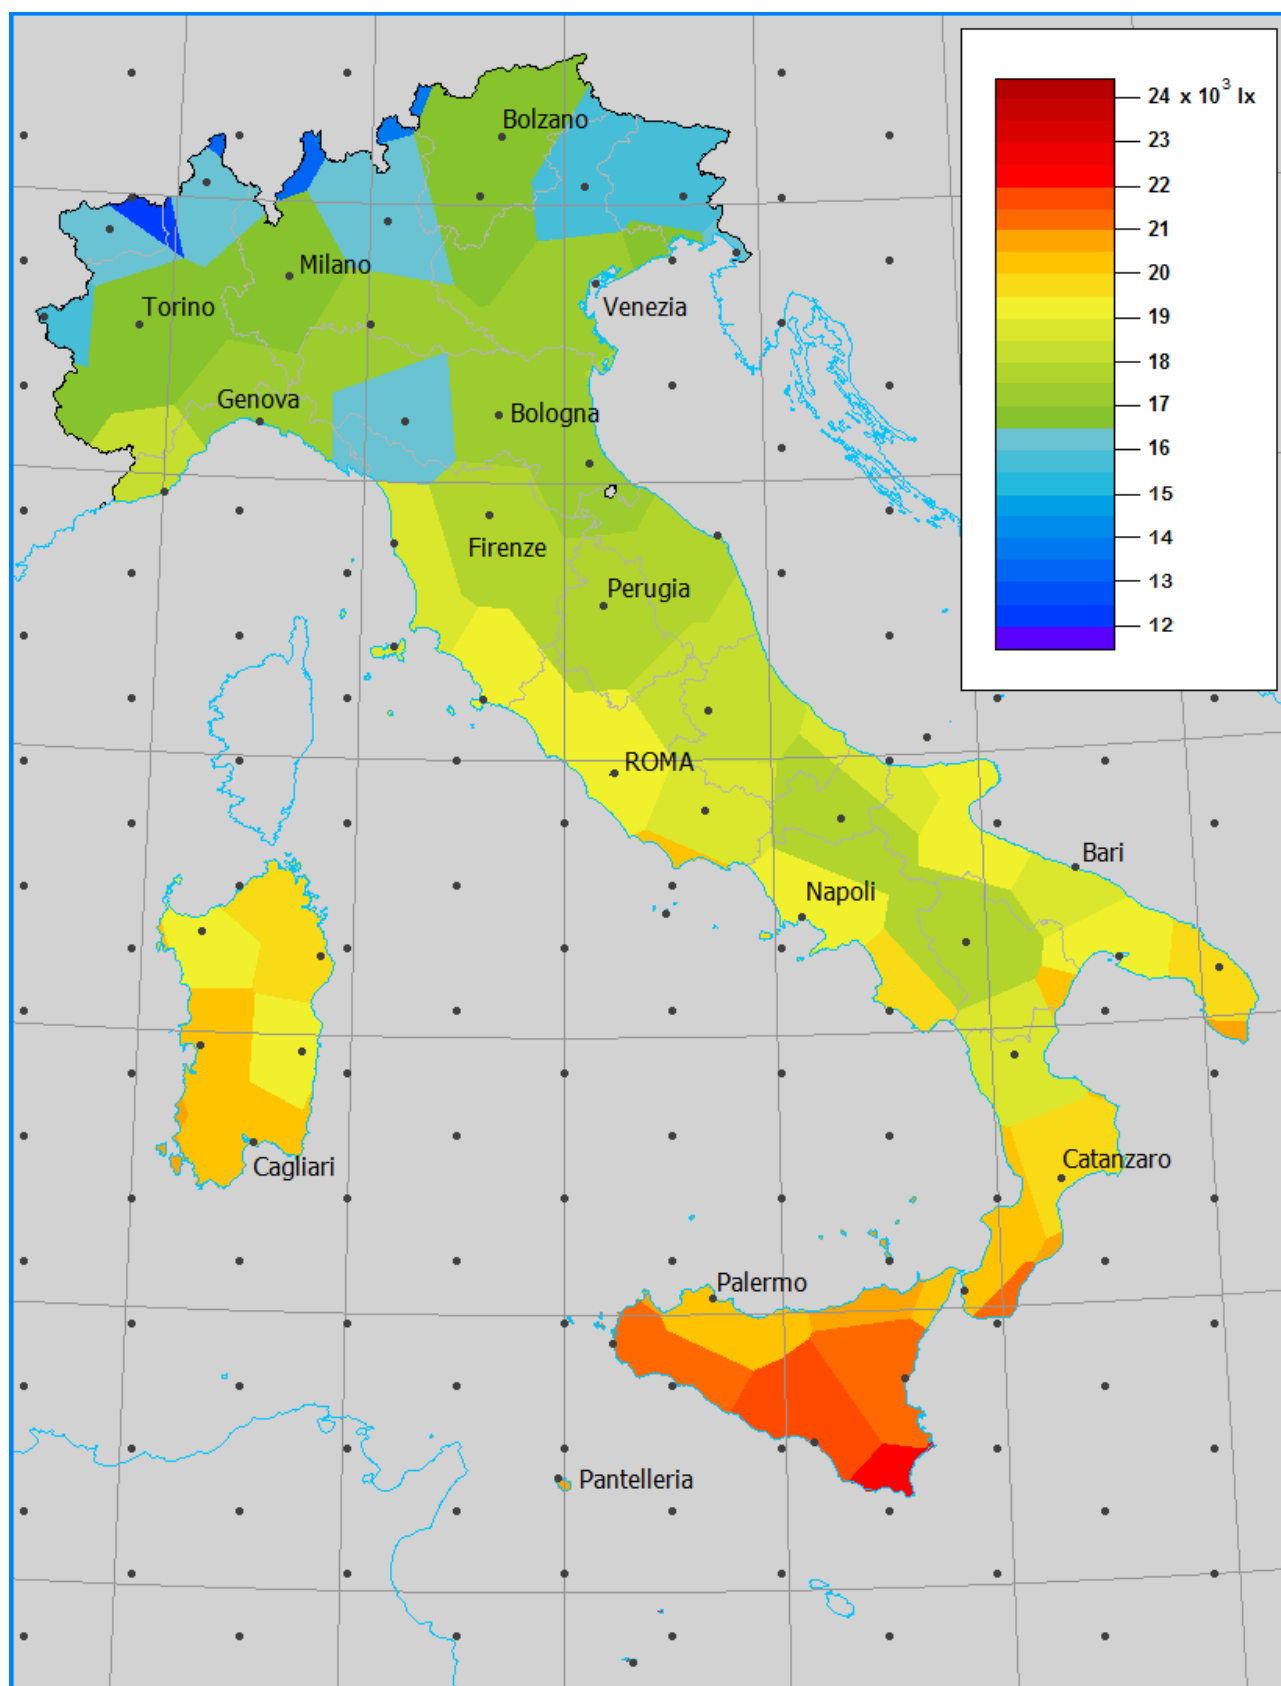 24 x 10³ lx
23
22
21
20
19
18
17
16
15
14
13
12
Bolzano
Milano
Torino
Venezia
Genova
Bologna
Firenze
Perugia
ROMA
Bari
Napoli
Cagliari
Catanzaro
Palermo
Pantelleria